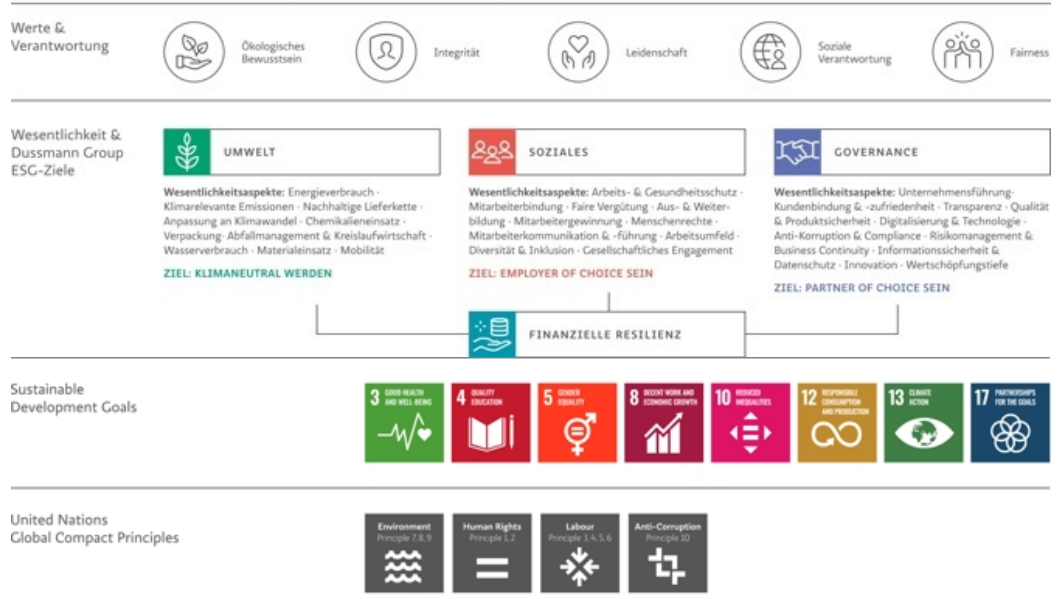 Werte &
Verantwortung
Ökologisches
Bewusstsein
Integrität
Leidenschaft
Soziale
Verantwortung
Fairness
Wesentlichkeit &
Dussmann Group
ESG-Ziele
UMWELT
Wesentlichkeitsaspekte: Energieverbrauch ·
Klimarelevante Emissionen · Nachhaltige Lieferkette ·
Anpassung an Klimawandel · Chemikalieneinsatz ·
Verpackung· Abfallmanagement & Kreislaufwirtschaft ·
Wasserverbrauch · Materialeinsatz · Mobilität
ZIEL: KLIMANEUTRAL WERDEN
SOZIALES
Wesentlichkeitsaspekte: Arbeits- & Gesundheitsschutz ·
Mitarbeiterbindung · Faire Vergütung · Aus- & Weiter-
bildung · Mitarbeitergewinnung · Menschenrechte ·
Mitarbeiterkommunikation & -führung · Arbeitsumfeld ·
Diversität & Inklusion · Gesellschaftliches Engagement
ZIEL: EMPLOYER OF CHOICE SEIN
GOVERNANCE
Wesentlichkeitsaspekte: Unternehmensführung·
Kundenbindung & -zufriedenheit · Transparenz · Qualität
& Produktsicherheit · Digitalisierung & Technologie ·
Anti-Korruption & Compliance · Risikomanagement &
Business Continuity · Informationssicherheit &
Datenschutz · Innovation · Wertschöpfungstiefe
ZIEL: PARTNER OF CHOICE SEIN
FINANZIELLE RESILIENZ
Sustainable
Development Goals
3 GOOD HEALTH
AND WELL-BEING
4 QUALITY
EDUCATION
5 GENDER
EQUALITY
8 DECENT WORK AND
ECONOMIC GROWTH
10 REDUCED
INEQUALITIES
12 RESPONSIBLE
CONSUMPTION
AND PRODUCTION
13 CLIMATE
ACTION
17 PARTNERSHIPS
FOR THE GOALS
United Nations
Global Compact Principles
Environment
Principle 7, 8, 9
Human Rights
Principle 1, 2
Labour
Principle 3, 4, 5, 6
Anti-Corruption
Principle 10